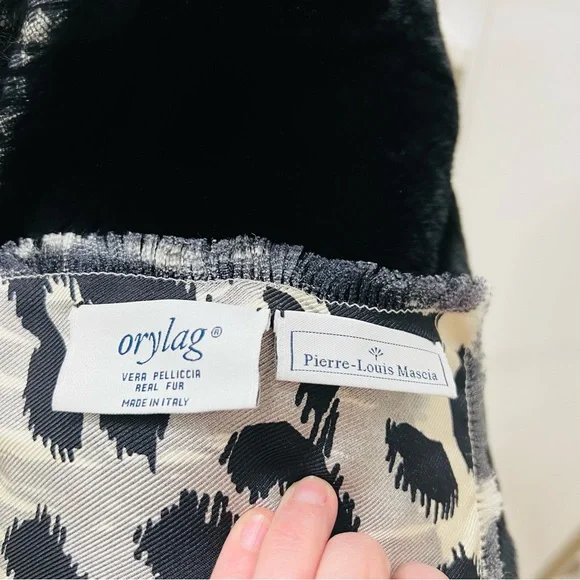 orylag®
VERA PELLICCIA
REAL FUR
MADE IN ITALY
Pierre-Louis Mascia